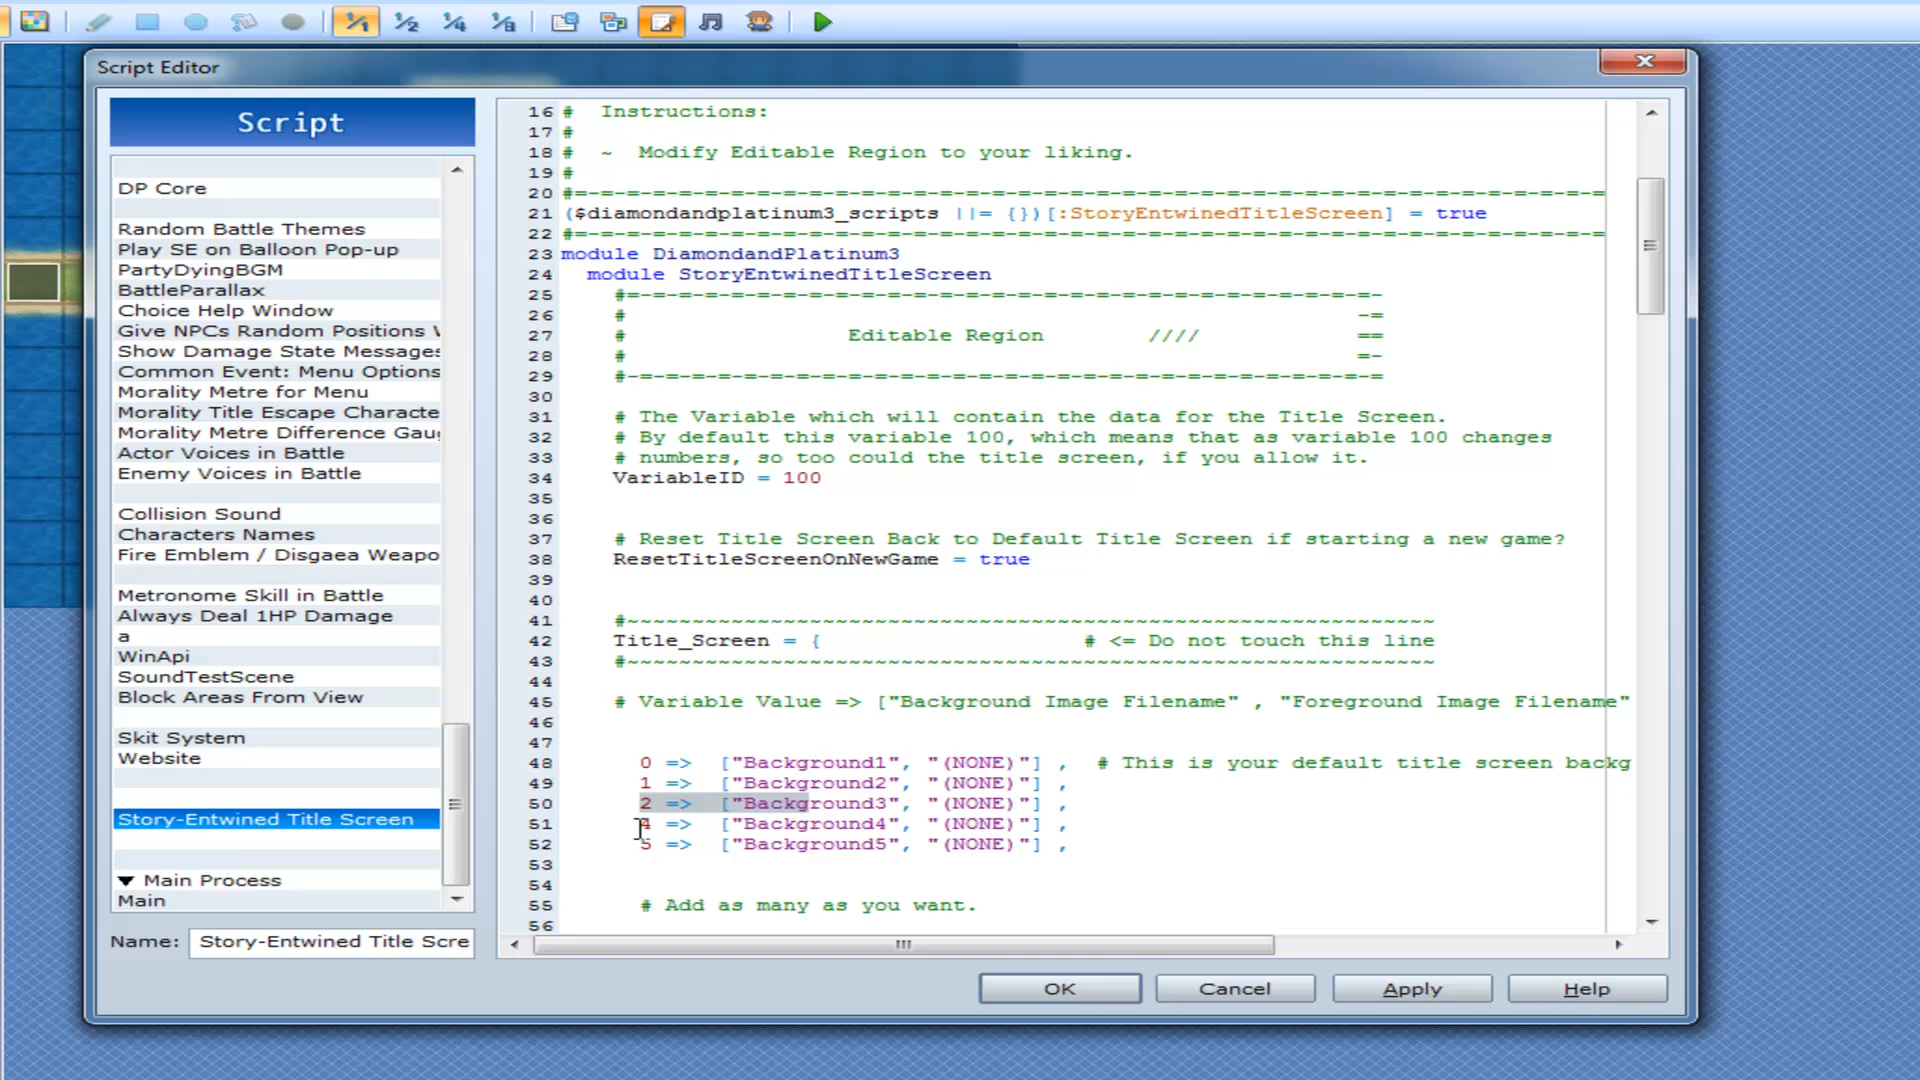 Script Editor
Script
DP Core
Random Battle Themes
Play SE on Balloon Pop-up
PartyDyingBGM
BattleParallax
Choice Help Window
Give NPCs Random Positions
Show Damage State Messages
Common Event: Menu Options
Morality Metre for Menu
Morality Title Escape Characte
Morality Metre Difference Gau
Actor Voices in Battle
Enemy Voices in Battle
Collision Sound
Characters Names
Fire Emblem / Disgaea Weapo
Metronome Skill in Battle
Always Deal 1HP Damage
a
WinApi
SoundTestScene
Block Areas From View
Skit System
Website
Story-Entwined Title Screen
▼ Main Process
Main
Name: Story-Entwined Title Scre
16 #  Instructions:
17 #
18 #  ~  Modify Editable Region to your liking.
19 #
20 #=-=-=-=-=-=-=-=-=-=-=-=-=-=-=-=-=-=-=-=-=-=-=-=-=-=-=-=-=-=-=-=-=-=-=-=-=-=-=-=
21 ($diamondandplatinum3_scripts ||= {})[:StoryEntwinedTitleScreen] = true
22 #=-=-=-=-=-=-=-=-=-=-=-=-=-=-=-=-=-=-=-=-=-=-=-=-=-=-=-=-=-=-=-=-=-=-=-=-=-=-=-=
23 module DiamondandPlatinum3
24   module StoryEntwinedTitleScreen
25     #=-=-=-=-=-=-=-=-=-=-=-=-=-=-=-=-=-=-=-=-=-=-=-=-=-=-=-=-=-
26     #                                                        -=
27     #                 Editable Region        ////            ==
28     #                                                        =-
29     #-=-=-=-=-=-=-=-=-=-=-=-=-=-=-=-=-=-=-=-=-=-=-=-=-=-=-=-=-=
30
31     # The Variable which will contain the data for the Title Screen.
32     # By default this variable 100, which means that as variable 100 changes
33     # numbers, so too could the title screen, if you allow it.
34     VariableID = 100
35
36
37     # Reset Title Screen Back to Default Title Screen if starting a new game?
38     ResetTitleScreenOnNewGame = true
39
40
41     #~~~~~~~~~~~~~~~~~~~~~~~~~~~~~~~~~~~~~~~~~~~~~~~~~~~~~~~~~~~~~~
42     Title_Screen = {                    # <= Do not touch this line
43     #~~~~~~~~~~~~~~~~~~~~~~~~~~~~~~~~~~~~~~~~~~~~~~~~~~~~~~~~~~~~~~
44
45     # Variable Value => ["Background Image Filename" , "Foreground Image Filename"
46
47
48       0 =>  ["Background1", "(NONE)"] ,  # This is your default title screen backg
49       1 =>  ["Background2", "(NONE)"] ,
50       2 =>  ["Background3", "(NONE)"] ,
51       4 =>  ["Background4", "(NONE)"] ,
52       5 =>  ["Background5", "(NONE)"] ,
53
54
55       # Add as many as you want.
56
OK
Cancel
Apply
Help